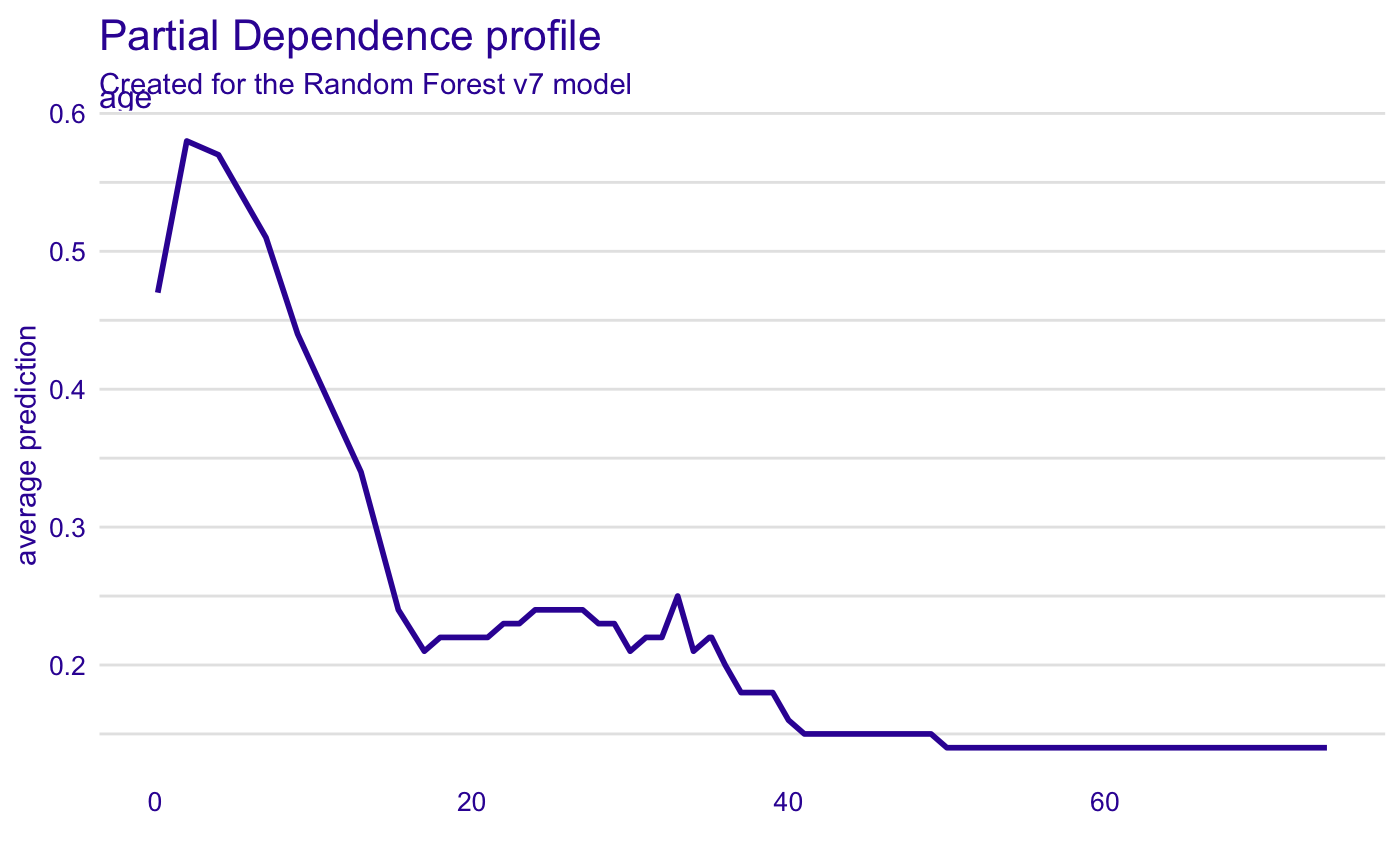 Partial Dependence profile
Created for the Random Forest v7 model
age
0.6
0.5
0.4
0.3
0.2
average prediction
0 20 40 60